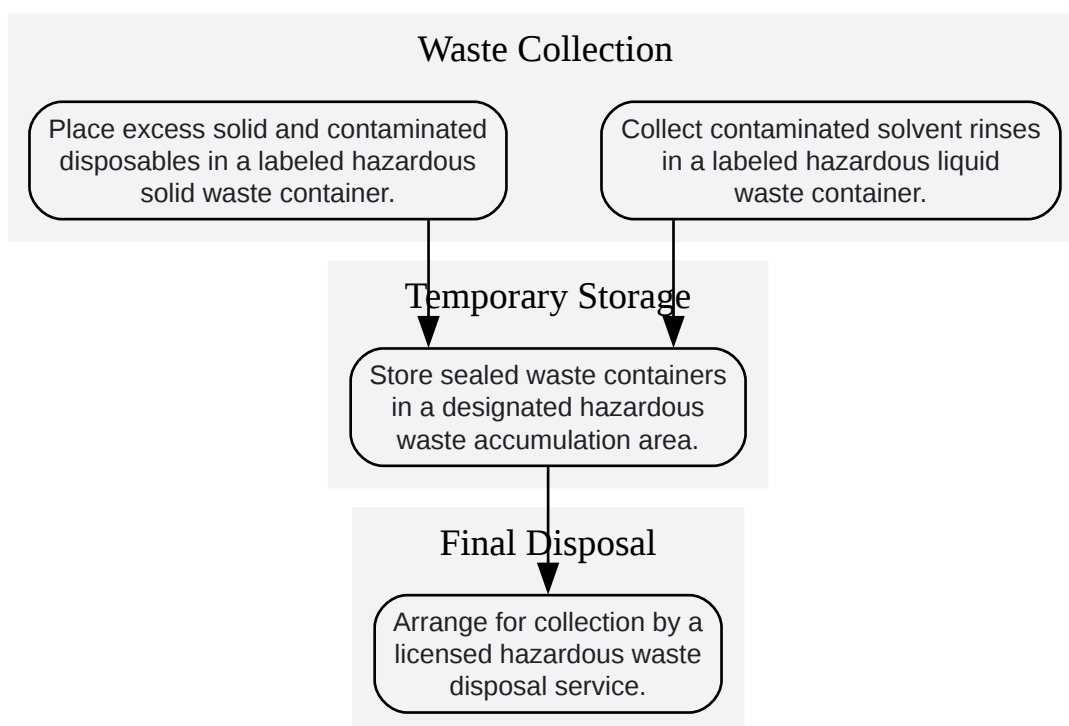 Waste Collection
Place excess solid and contaminated
disposables in a labeled hazardous
solid waste container.
Collect contaminated solvent rinses
in a labeled hazardous liquid
waste container.
Temporary Storage
Store sealed waste containers
in a designated hazardous
waste accumulation area.
Final Disposal
Arrange for collection by a
licensed hazardous waste
disposal service.